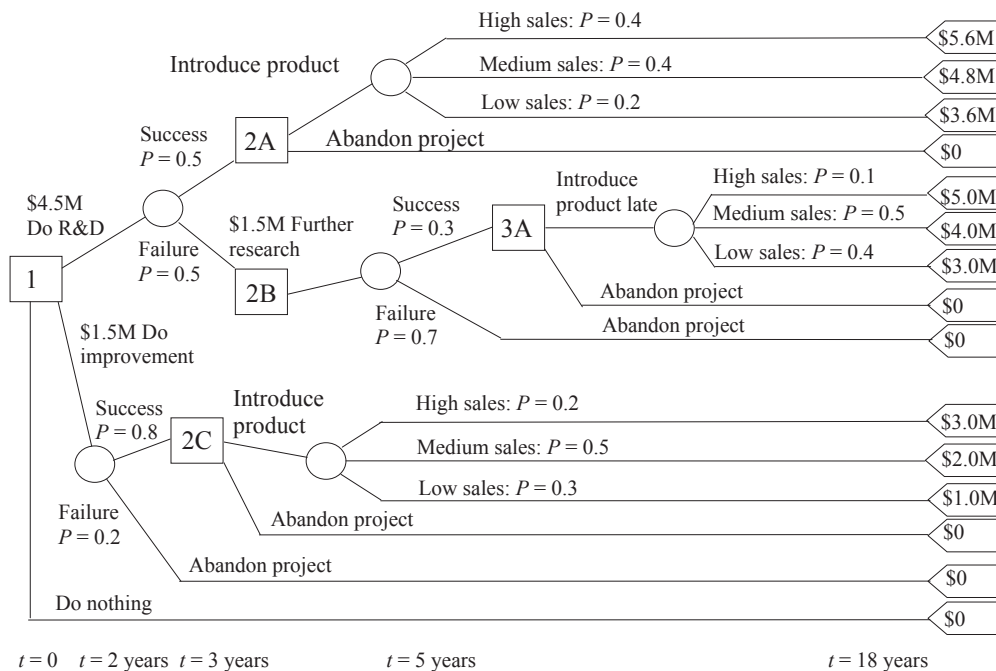 High sales: P = 0.4
$5.6M
Introduce product
Medium sales: P = 0.4
$4.8M
Low sales: P = 0.2
$3.6M
Success
P = 0.5
2A
Abandon project
$0
$4.5M
Do R&D
Failure
P = 0.5
$1.5M Further
research
Success
P = 0.3
3A
Introduce
product late
High sales: P = 0.1
$5.0M
Medium sales: P = 0.5
$4.0M
Low sales: P = 0.4
$3.0M
1
2B
Abandon project
$0
Failure
P = 0.7
Abandon project
$0
$1.5M Do
improvement
Success
P = 0.8
2C
Introduce
product
High sales: P = 0.2
$3.0M
Medium sales: P = 0.5
$2.0M
Low sales: P = 0.3
$1.0M
Failure
P = 0.2
Abandon project
$0
Abandon project
$0
Do nothing
$0
t = 0 t = 2 years t = 3 years t = 5 years t = 18 years